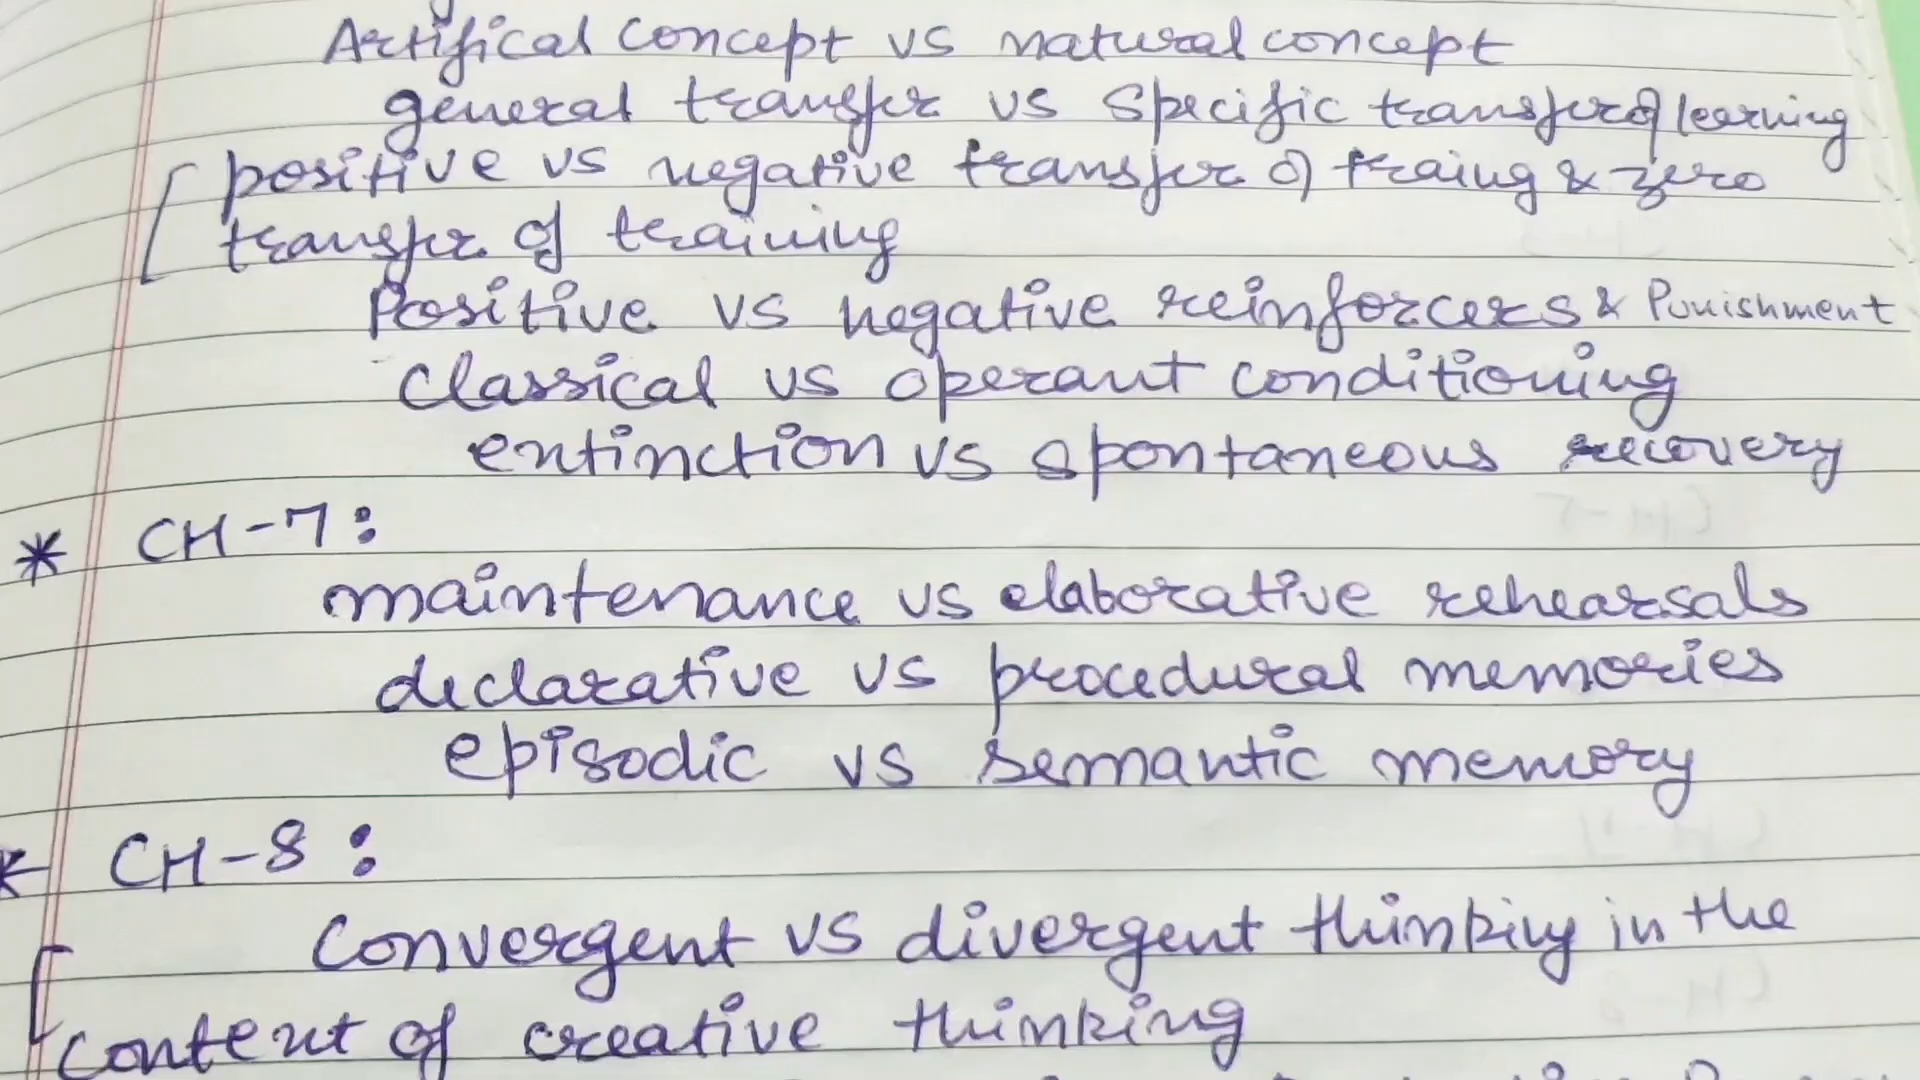 Artifical concept vs natural concept
general transfer vs specific transfer of learning
positive vs negative transfer of traing & zero
transfer of training
Positive vs negative reinforcers & Punishment
Classical vs operant conditioning
extinction vs spontaneous recovery
* CH-7:
maintenance vs elaborative rehearsals
declarative vs procedural memories
episodic vs semantic memory
* CH-8:
Convergent vs divergent thinking in the
context of creative thinking